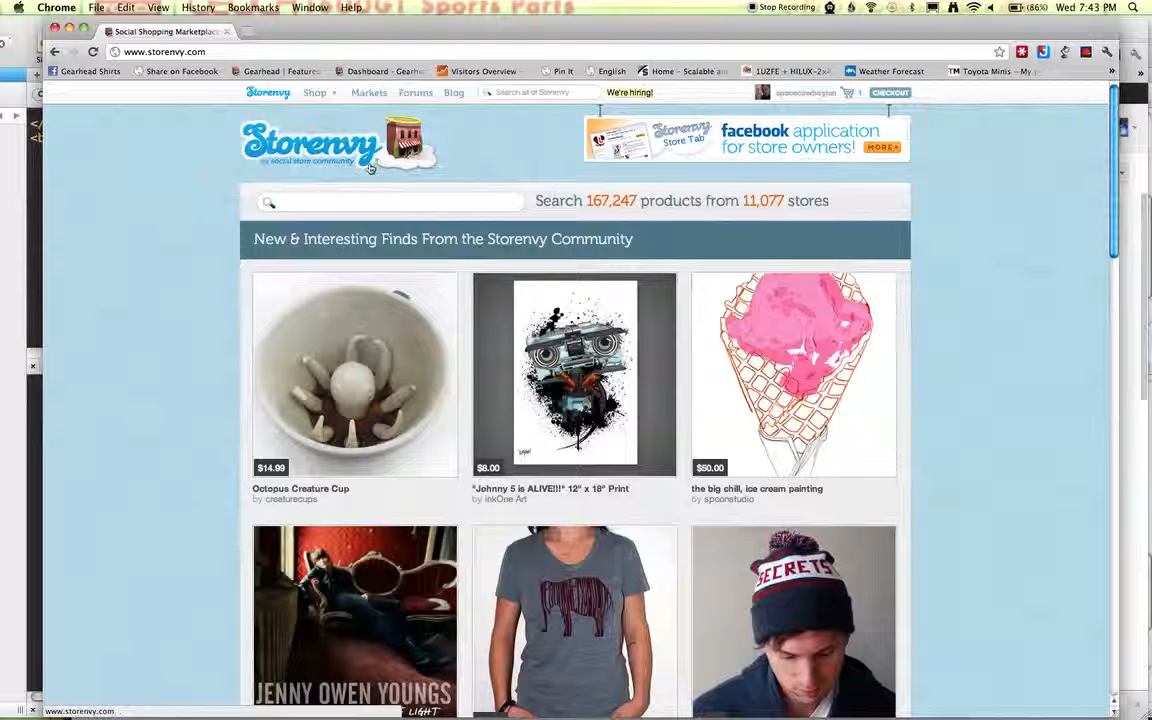 Chrome File Edit View History Bookmarks Window Help
Stop Recording (86%) Wed 7:43 PM
Social Shopping Marketplac
www.storenvy.com
Gearhead Shirts Share on Facebook Gearhead | Feature Dashboard - Gearhe Visitors Overview Pin It English Home - Scalable an 1UZFE + HILUX-2x Weather Forecast Toyota Minis – My
Storenvy Shop Markets Forums Blog Search all of Storenvy We're hiring! spacecowboyian 1 CHECKOUT
Storenvy
social store community
Storenvy
Store Tab
facebook application
for store owners! MORE
Search 167,247 products from 11,077 stores
New & Interesting Finds From the Storenvy Community
$14.99
Octopus Creature Cup
by creaturecups
$8.00
"Johnny 5 is ALIVE!!!" 12" x 18" Print
by inkOne Art
$50.00
the big chill, ice cream painting
by spoonstudio
JENNY OWEN YOUNGS
LIGHT
SECRETS
www.storenvy.com